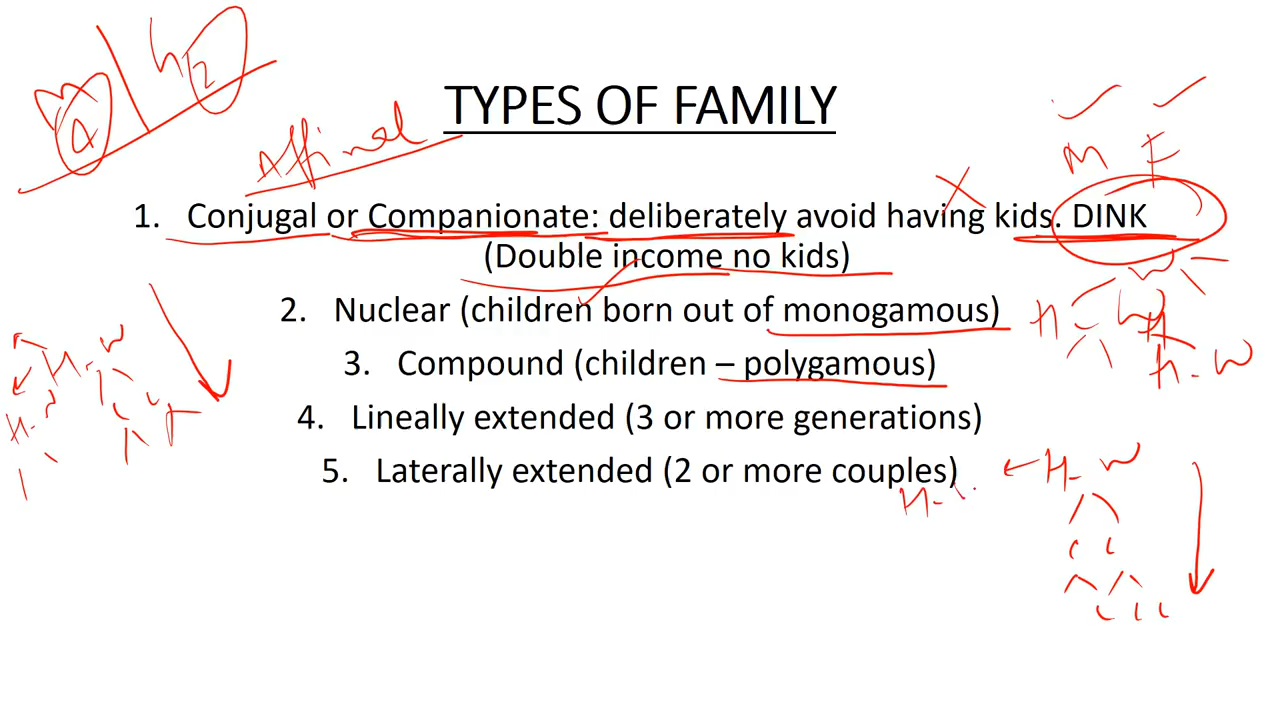 TYPES OF FAMILY
Affinal
M F
1. Conjugal or Companionate: deliberately avoid having kids. DINK
(Double income no kids)
2. Nuclear (children born out of monogamous)
3. Compound (children – polygamous)
H - W
H - W
4. Lineally extended (3 or more generations)
5. Laterally extended (2 or more couples)
H - W